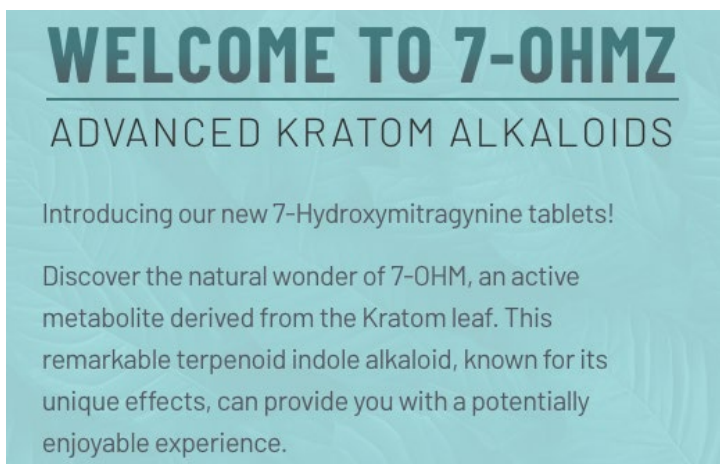 WELCOME TO 7-OHMZ
ADVANCED KRATOM ALKALOIDS
Introducing our new 7-Hydroxymitragynine tablets!
Discover the natural wonder of 7-OHM, an active
metabolite derived from the Kratom leaf. This
remarkable terpenoid indole alkaloid, known for its
unique effects, can provide you with a potentially
enjoyable experience.